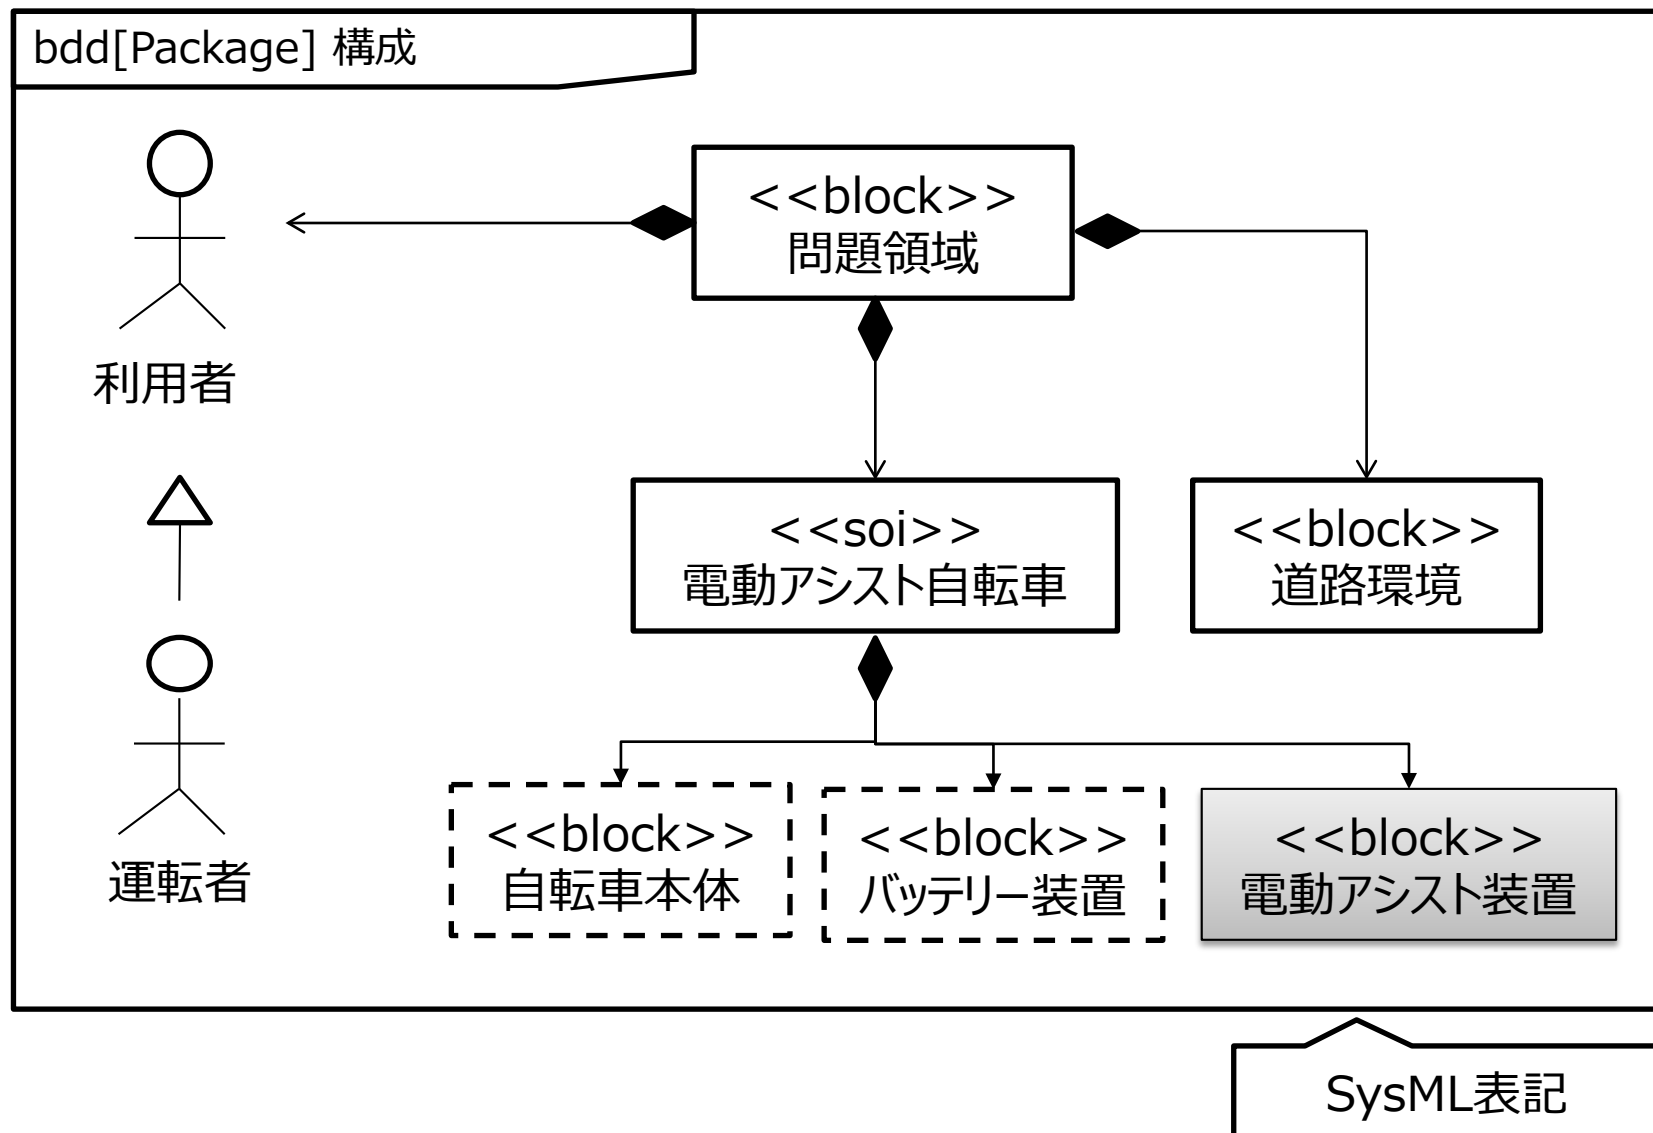 bdd[Package] 構成
<<block>>
問題領域
利用者
<<soi>>
電動アシスト自転車
<<block>>
道路環境
運転者
<<block>>
自転車本体
<<block>>
バッテリー装置
<<block>>
電動アシスト装置
SysML表記